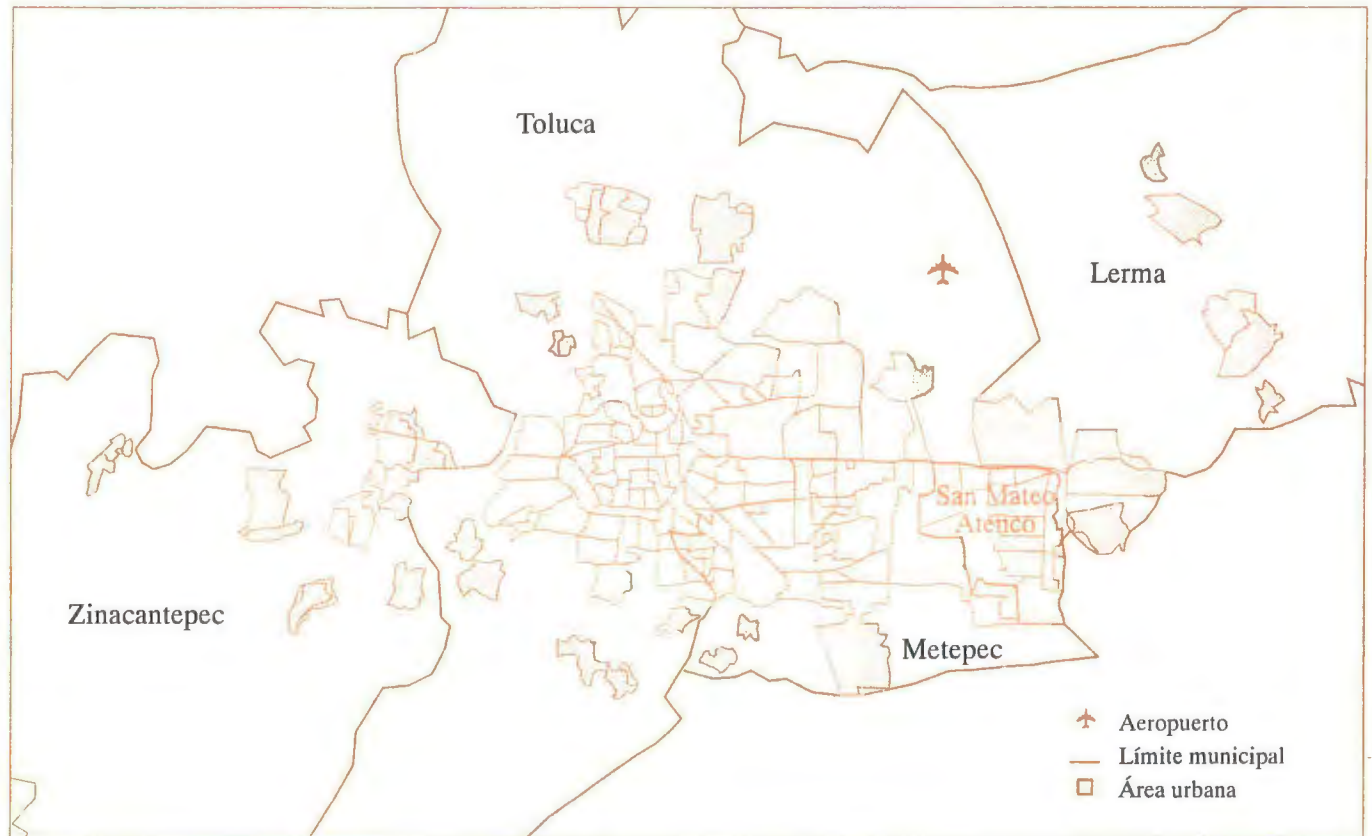 Toluca
Lerma
San Mateo
Atenco
Zinacantepec
Metepec
Aeropuerto
Límite municipal
Área urbana